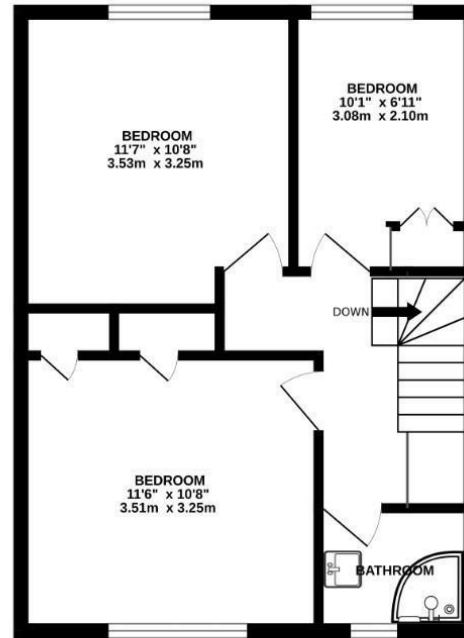 BEDROOM
11'7" x 10'8"
3.53m x 3.25m
BEDROOM
10'1" x 6'11"
3.08m x 2.10m
DOWN
BEDROOM
11'6" x 10'8"
3.51m x 3.25m
BATHROOM